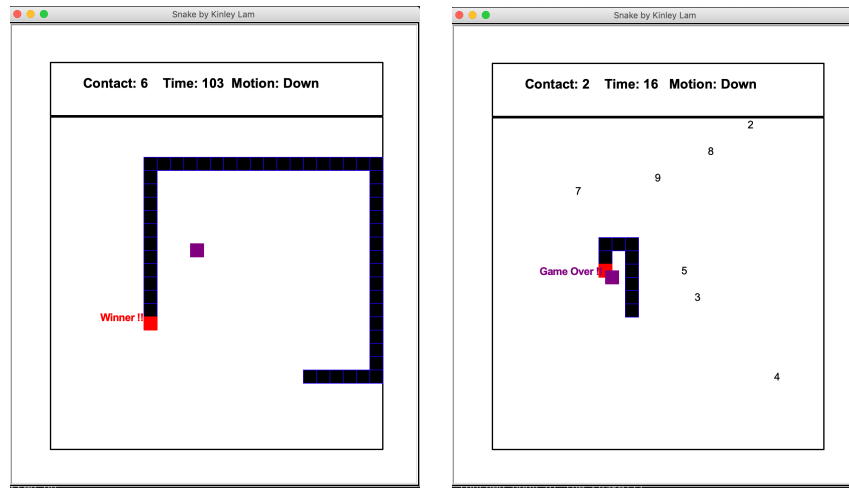 Snake by Kinley Lam
Contact: 6 Time: 103 Motion: Down
Winner !!
Snake by Kinley Lam
Contact: 2 Time: 16 Motion: Down
2
8
9
7
Game Over !
5
3
4